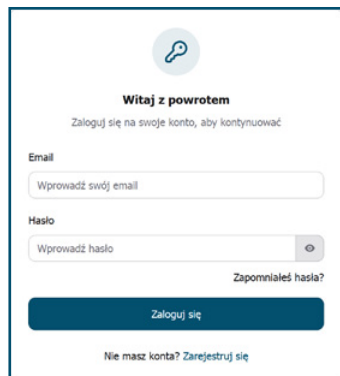 Witaj z powrotem
Zaloguj się na swoje konto, aby kontynuować
Email
Wprowadź swój email
Hasło
Wprowadź hasło
Zapomniałeś hasła?
Zaloguj się
Nie masz konta? Zarejestruj się